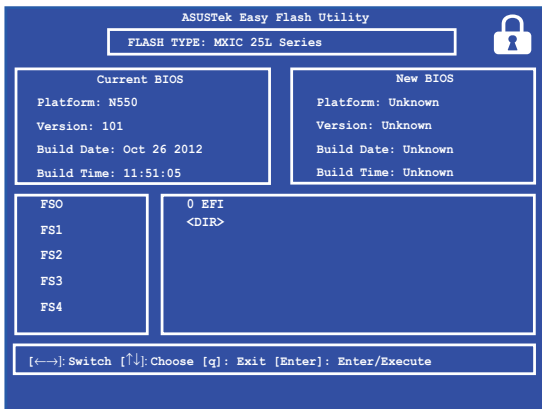 ASUSTek Easy Flash Utility
FLASH TYPE: MXIC 25L Series
Current BIOS
Platform: N550
Version: 101
Build Date: Oct 26 2012
Build Time: 11:51:05
New BIOS
Platform: Unknown
Version: Unknown
Build Date: Unknown
Build Time: Unknown
FSO
FS1
FS2
FS3
FS4
0 EFI
<DIR>
[←→]: Switch [↑↓]: Choose [q]: Exit [Enter]: Enter/Execute